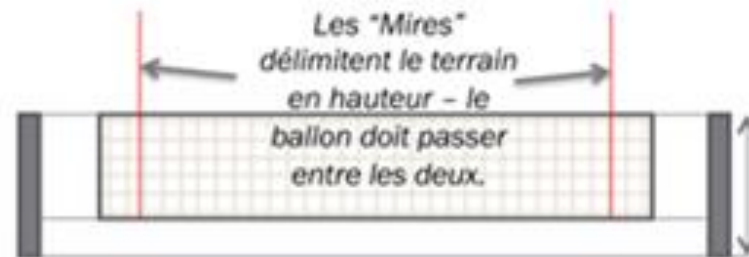 Les “Mires”
délimitent le terrain
en hauteur – le
ballon doit passer
entre les deux.